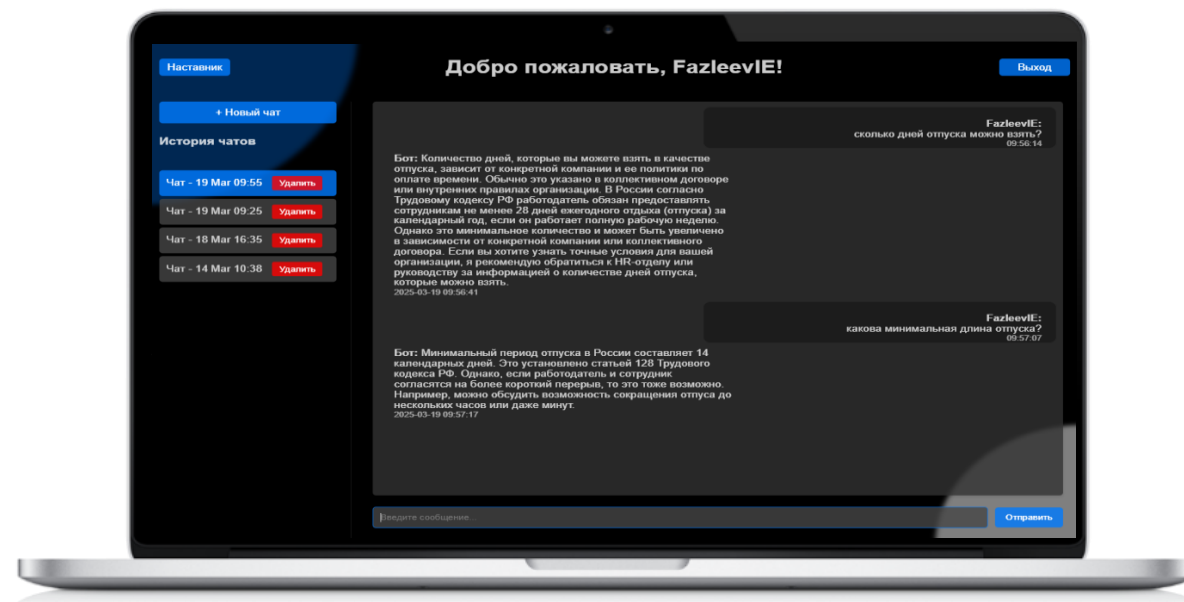 Наставник
Добро пожаловать, FazleevIE!
Выход
+ Новый чат
История чатов
Чат - 19 Mar 09:55 Удалить
Чат - 19 Mar 09:25 Удалить
Чат - 18 Mar 16:35 Удалить
Чат - 14 Mar 10:38 Удалить
FazleevIE:
сколько дней отпуска можно взять?
09:56:14
Бот: Количество дней, которые вы можете взять в качестве
отпуска, зависит от конкретной компании и ее политики по
оплате времени. Обычно это указано в коллективном договоре
или внутренних правилах организации. В России согласно
Трудовому кодексу РФ работодатель обязан предоставлять
сотрудникам не менее 28 дней ежегодного отдыха (отпуска) за
календарный год, если он работает полную рабочую неделю.
Однако это минимальное количество и может быть увеличено
в зависимости от конкретной компании или коллективного
договора. Если вы хотите узнать точные условия для вашей
организации, я рекомендую обратиться к HR-отделу или
руководству за информацией о количестве дней отпуска,
которые можно взять.
2025-03-19 09:56:41
FazleevIE:
какова минимальная длина отпуска?
09:57:07
Бот: Минимальный период отпуска в России составляет 14
календарных дней. Это установлено статьей 128 Трудового
кодекса РФ. Однако, если работодатель и сотрудник
согласятся на более короткий перерыв, то это тоже возможно.
Например, можно обсудить возможность сокращения отпуса до
нескольких часов или даже минут.
2025-03-19 09:57:17
Введите сообщение...
Отправить